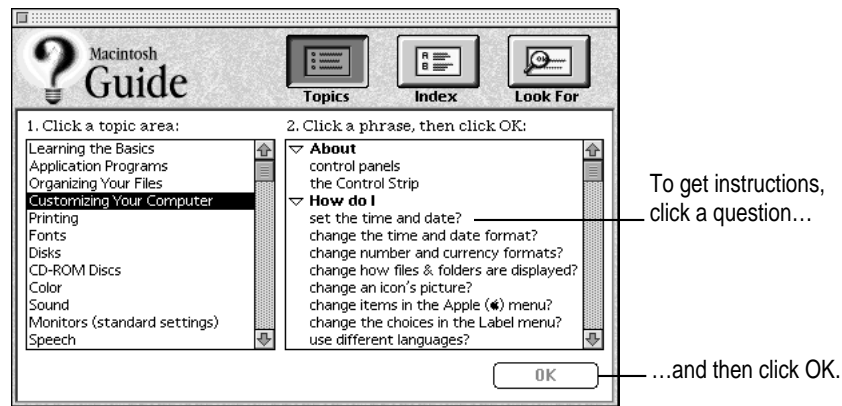 Macintosh
Guide
Topics
Index
Look For
1. Click a topic area:
Learning the Basics
Application Programs
Organizing Your Files
Customizing Your Computer
Printing
Fonts
Disks
CD-ROM Discs
Color
Sound
Monitors (standard settings)
Speech
2. Click a phrase, then click OK:
About
control panels
the Control Strip
How do I
set the time and date?
change the time and date format?
change number and currency formats?
change how files & folders are displayed?
change an icon's picture?
change items in the Apple () menu?
change the choices in the Label menu?
use different languages?
OK
To get instructions,
click a question…
…and then click OK.